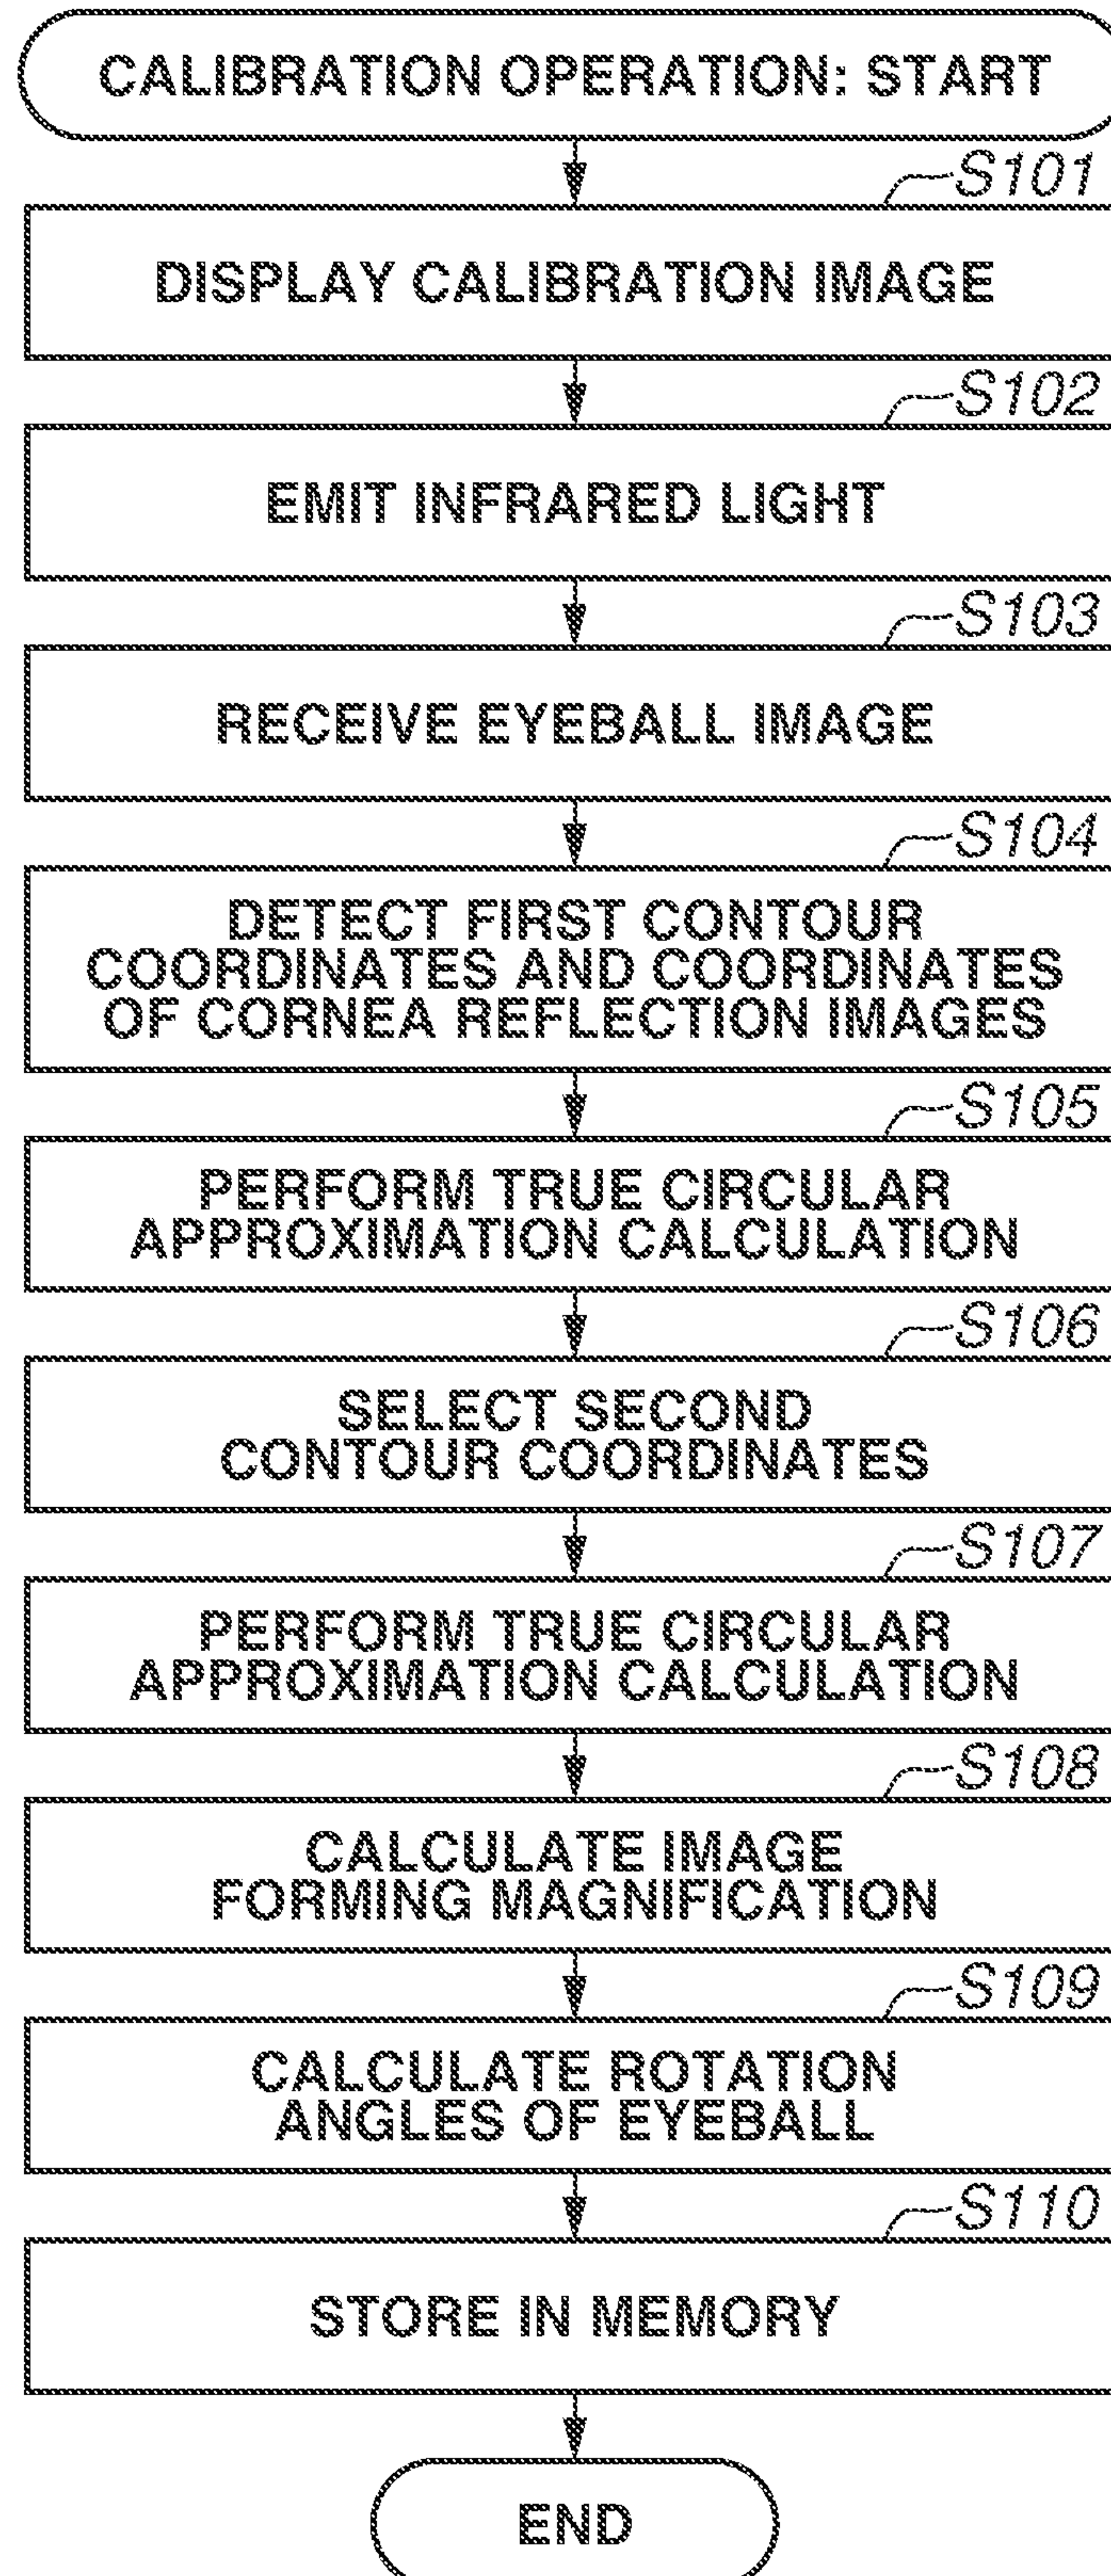 CALIBRATION OPERATION: START
S101
DISPLAY CALIBRATION IMAGE
S102
EMIT INFRARED LIGHT
S103
RECEIVE EYEBALL IMAGE
S104
DETECT FIRST CONTOUR
COORDINATES AND COORDINATES
OF CORNEA REFLECTION IMAGES
S105
PERFORM TRUE CIRCULAR
APPROXIMATION CALCULATION
S106
SELECT SECOND
CONTOUR COORDINATES
S107
PERFORM TRUE CIRCULAR
APPROXIMATION CALCULATION
S108
CALCULATE IMAGE
FORMING MAGNIFICATION
S109
CALCULATE ROTATION
ANGLES OF EYEBALL
S110
STORE IN MEMORY
END